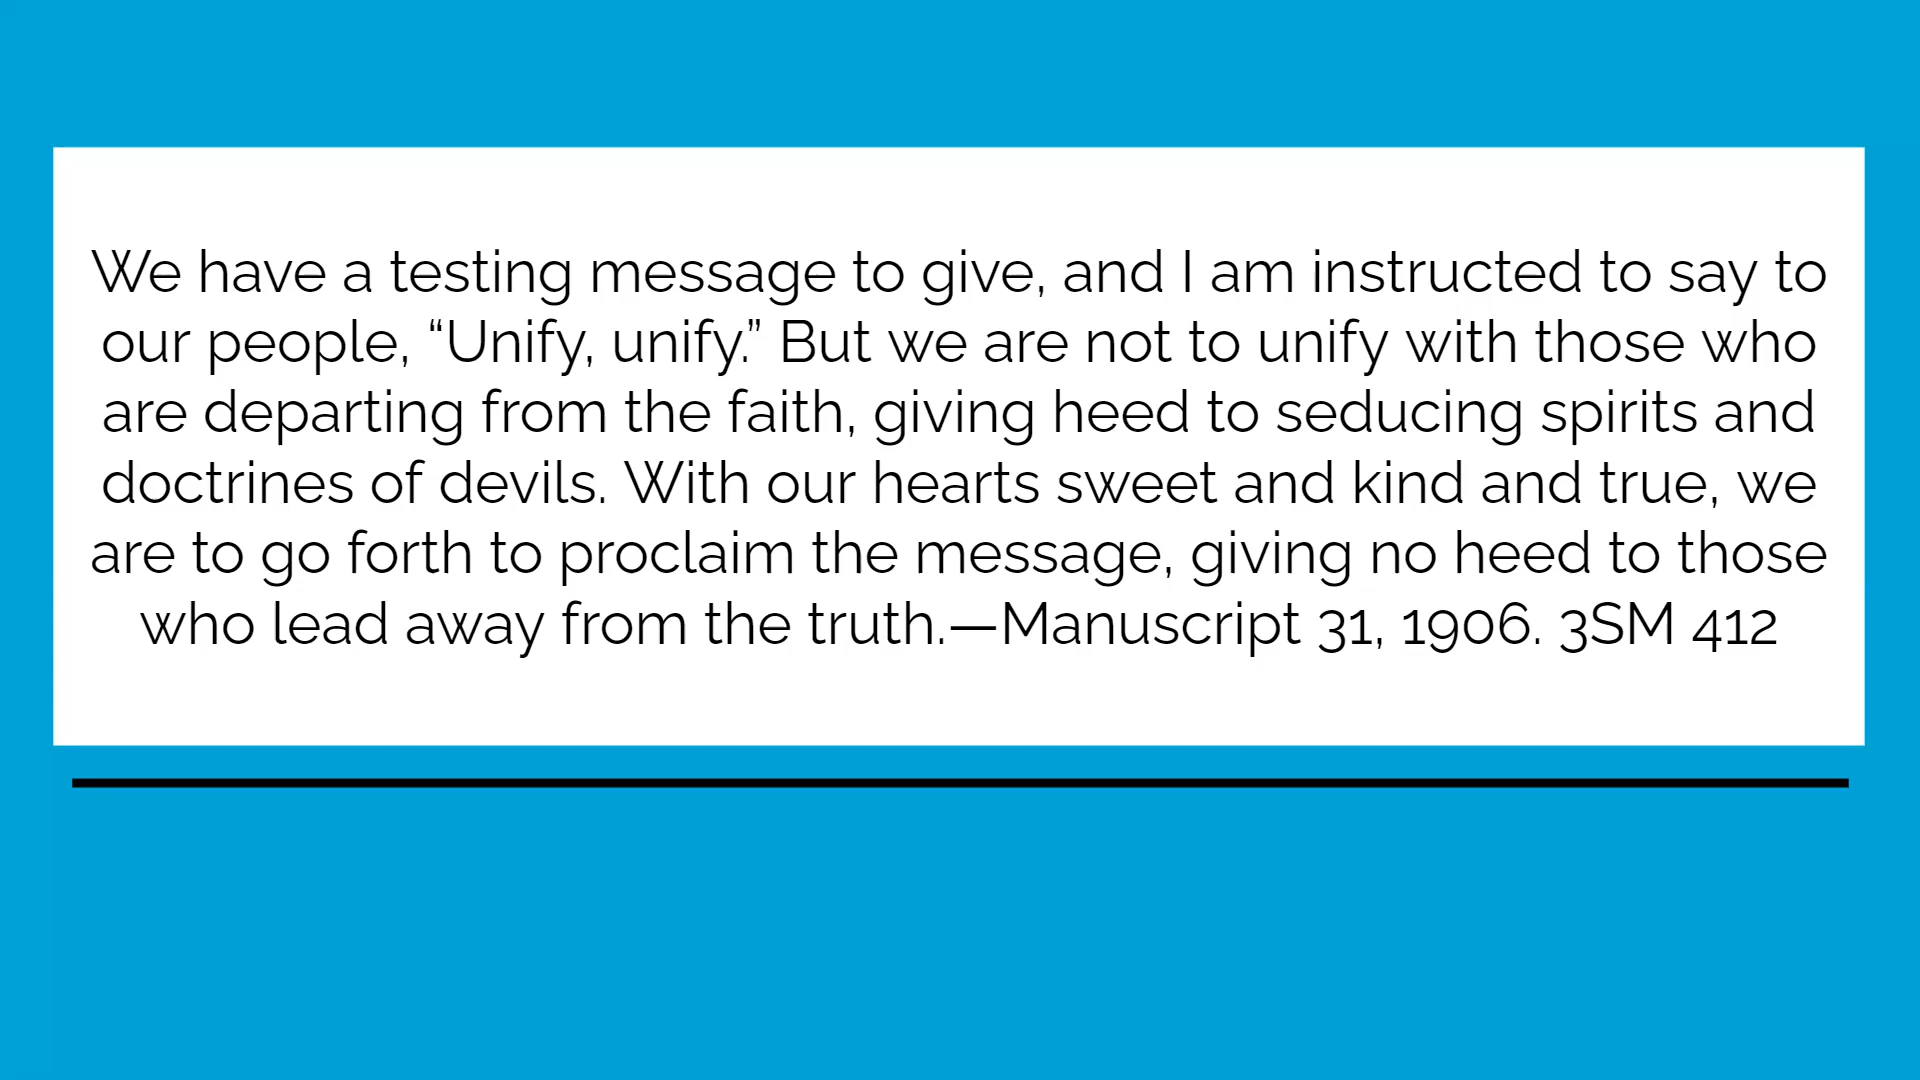 We have a testing message to give, and I am instructed to say to
our people, “Unify, unify.” But we are not to unify with those who
are departing from the faith, giving heed to seducing spirits and
doctrines of devils. With our hearts sweet and kind and true, we
are to go forth to proclaim the message, giving no heed to those
who lead away from the truth.—Manuscript 31, 1906. 3SM 412